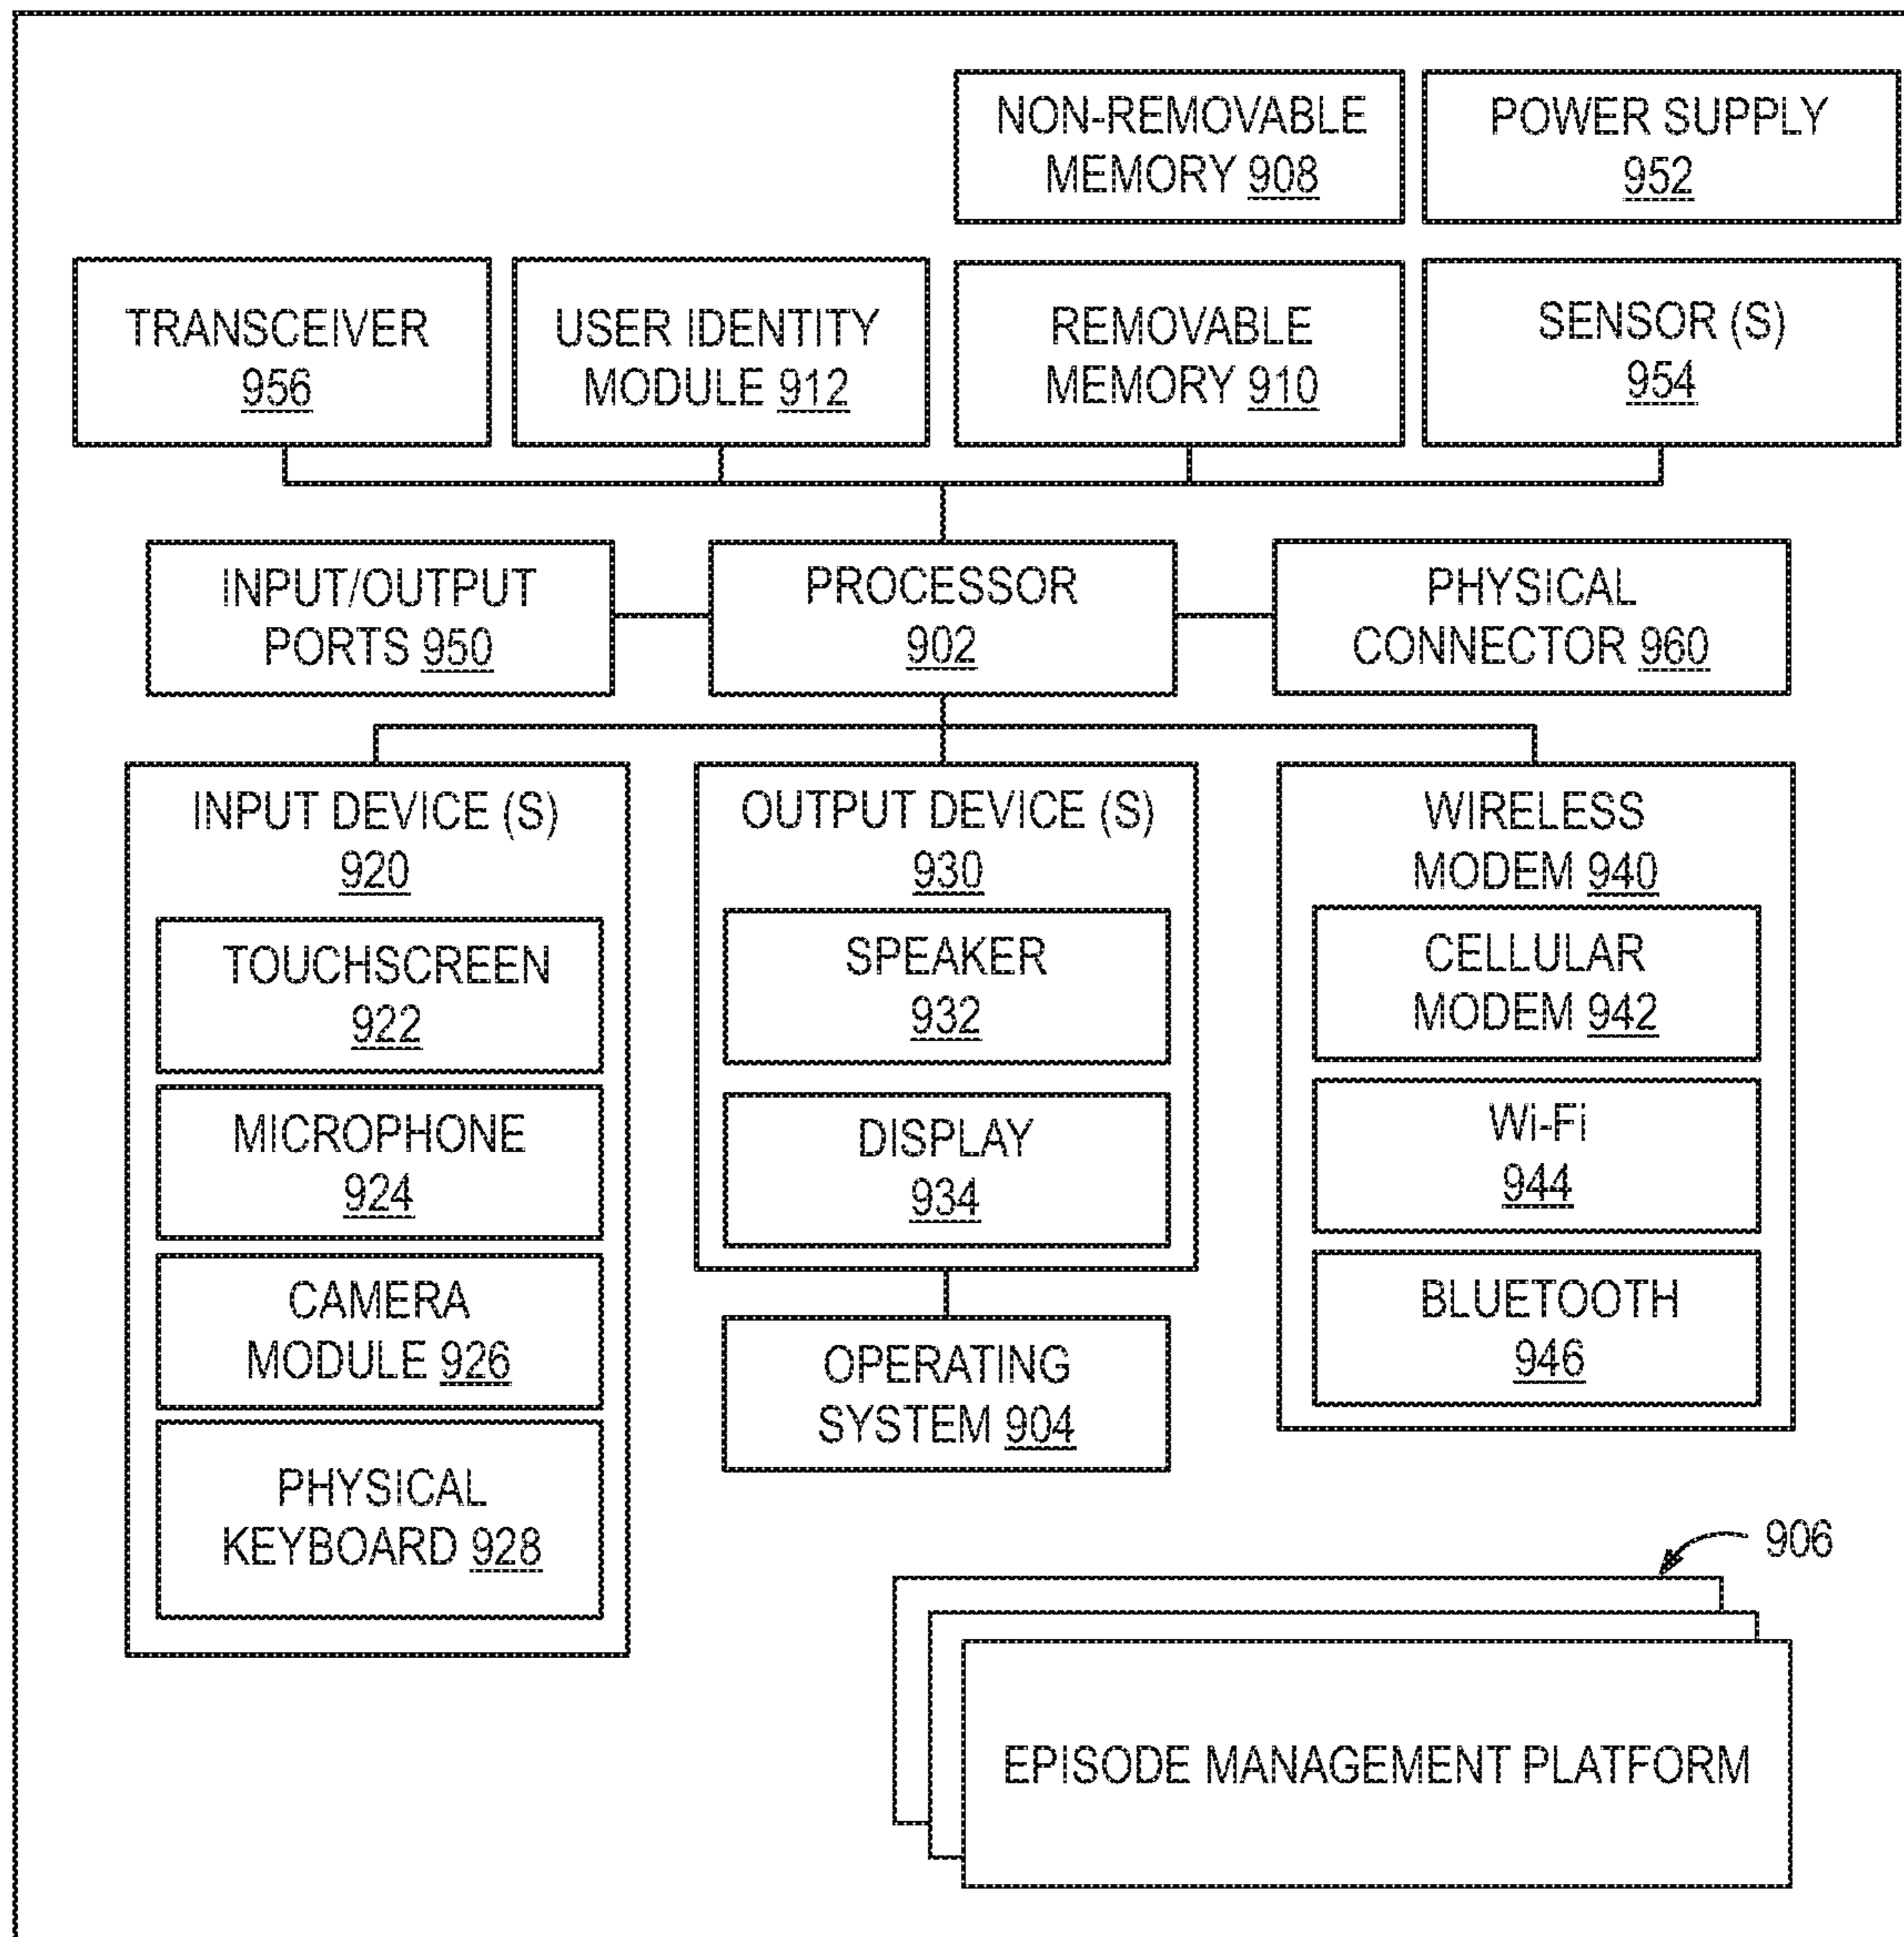 NON-REMOVABLE
MEMORY 908
POWER SUPPLY
952
TRANSCEIVER
956
USER IDENTITY
MODULE 912
REMOVABLE
MEMORY 910
SENSOR (S)
954
INPUT/OUTPUT
PORTS 950
PROCESSOR
902
PHYSICAL
CONNECTOR 960
INPUT DEVICE (S)
920
TOUCHSCREEN
922
MICROPHONE
924
CAMERA
MODULE 926
PHYSICAL
KEYBOARD 928
OUTPUT DEVICE (S)
930
SPEAKER
932
DISPLAY
934
OPERATING
SYSTEM 904
WIRELESS
MODEM 940
CELLULAR
MODEM 942
Wi-Fi
944
BLUETOOTH
946
906
EPISODE MANAGEMENT PLATFORM